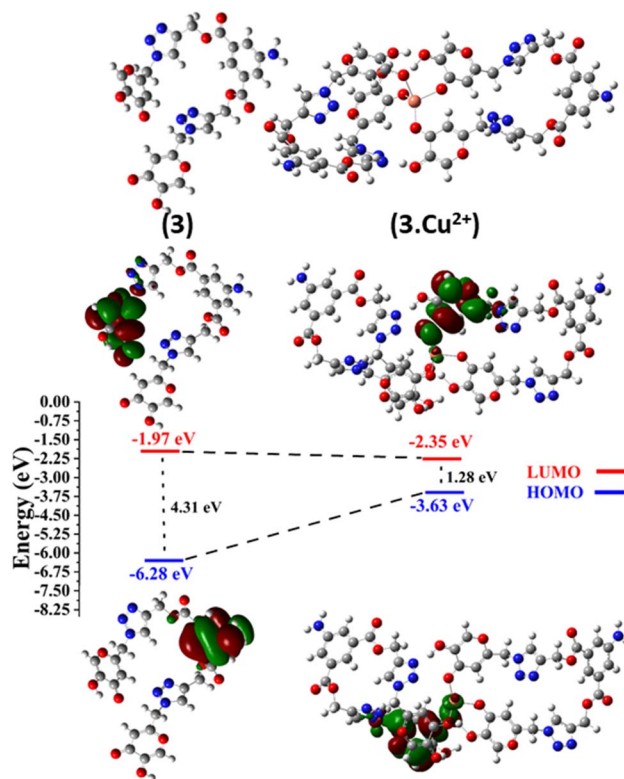 (3)
(3.Cu²⁺)
Energy (eV)
0.00
-0.75
-1.50
-2.25
-3.00
-3.75
-4.50
-5.25
-6.00
-6.75
-7.50
-8.25
-1.97 eV
4.31 eV
-6.28 eV
-2.35 eV
1.28 eV
-3.63 eV
LUMO
HOMO